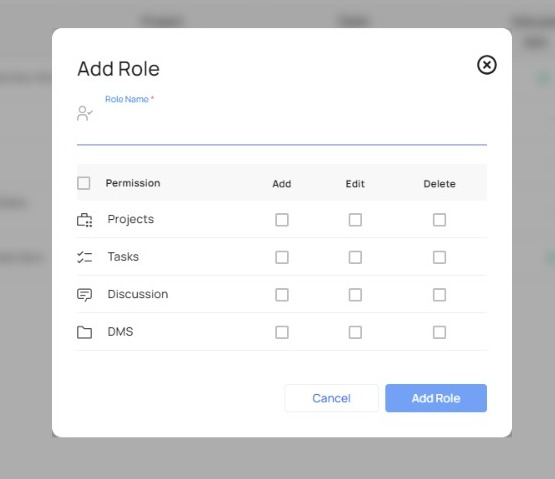 Add Role
Role Name *
Permission Add Edit Delete
Projects
Tasks
Discussion
DMS
Cancel Add Role